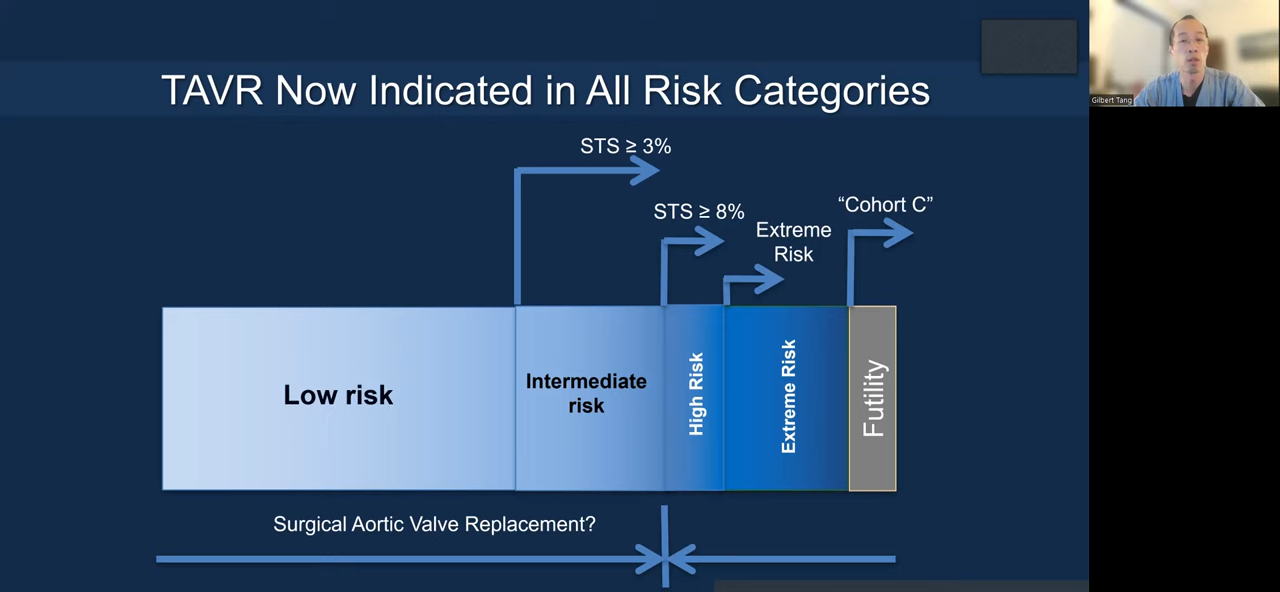 TAVR Now Indicated in All Risk Categories
Gilbert Tang
STS ≥ 3%
STS ≥ 8%
Extreme
Risk
“Cohort C”
Low risk
Intermediate
risk
High Risk
Extreme Risk
Futility
Surgical Aortic Valve Replacement?